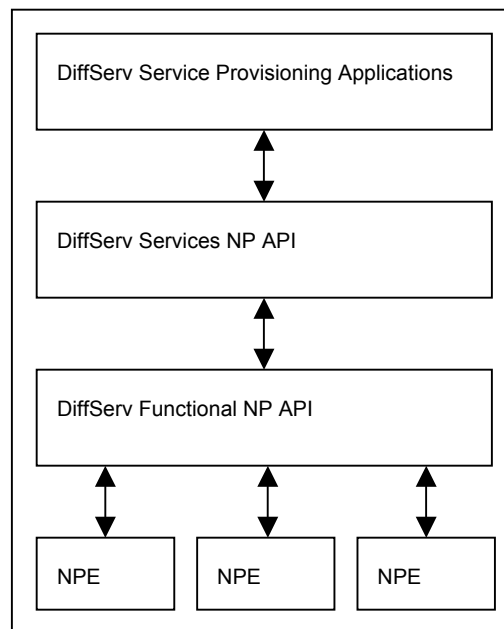 DiffServ Service Provisioning Applications
DiffServ Services NP API
DiffServ Functional NP API
NPE NPE NPE